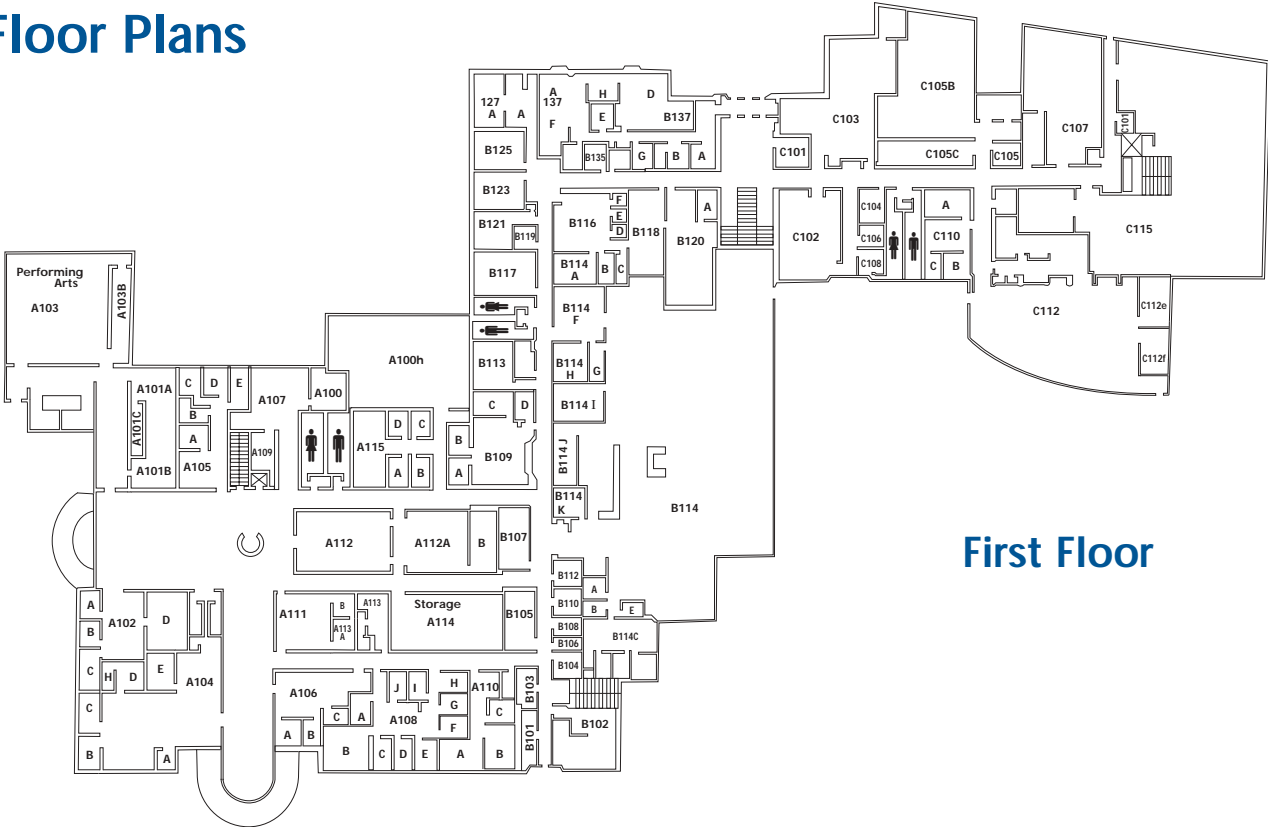 Floor Plans
127
A
A
A
137
F
H
E
D
B137
B125
B135
G
B
A
B123
B121
B119
B116
F
E
D
B118
B120
A
B117
B114
A
B
C
B114
F
B113
B114
H
G
C
D
B114 I
B
A
B109
B114 J
B114
K
B114
C103
C101
C105B
C105C
C105
C107
C101
C102
C104
C106
C108
A
C110
C
B
C115
C112
C112e
C112f
Performing
Arts
A103
A103B
A100h
A101A
A101C
A101B
C
D
E
B
A
A105
A107
A109
A100
A115
D
C
A
B
A112
A112A
B
B107
First Floor
A111
B
A113
A113
A
Storage
A114
B105
B112
A
B110
B
E
B108
B106
B114C
B104
A
B
A102
D
C
H
D
E
A104
C
B
A
A106
C
A
A
B
J
I
H
G
F
A108
B
C
D
E
A
A110
C
B
B103
B101
B102